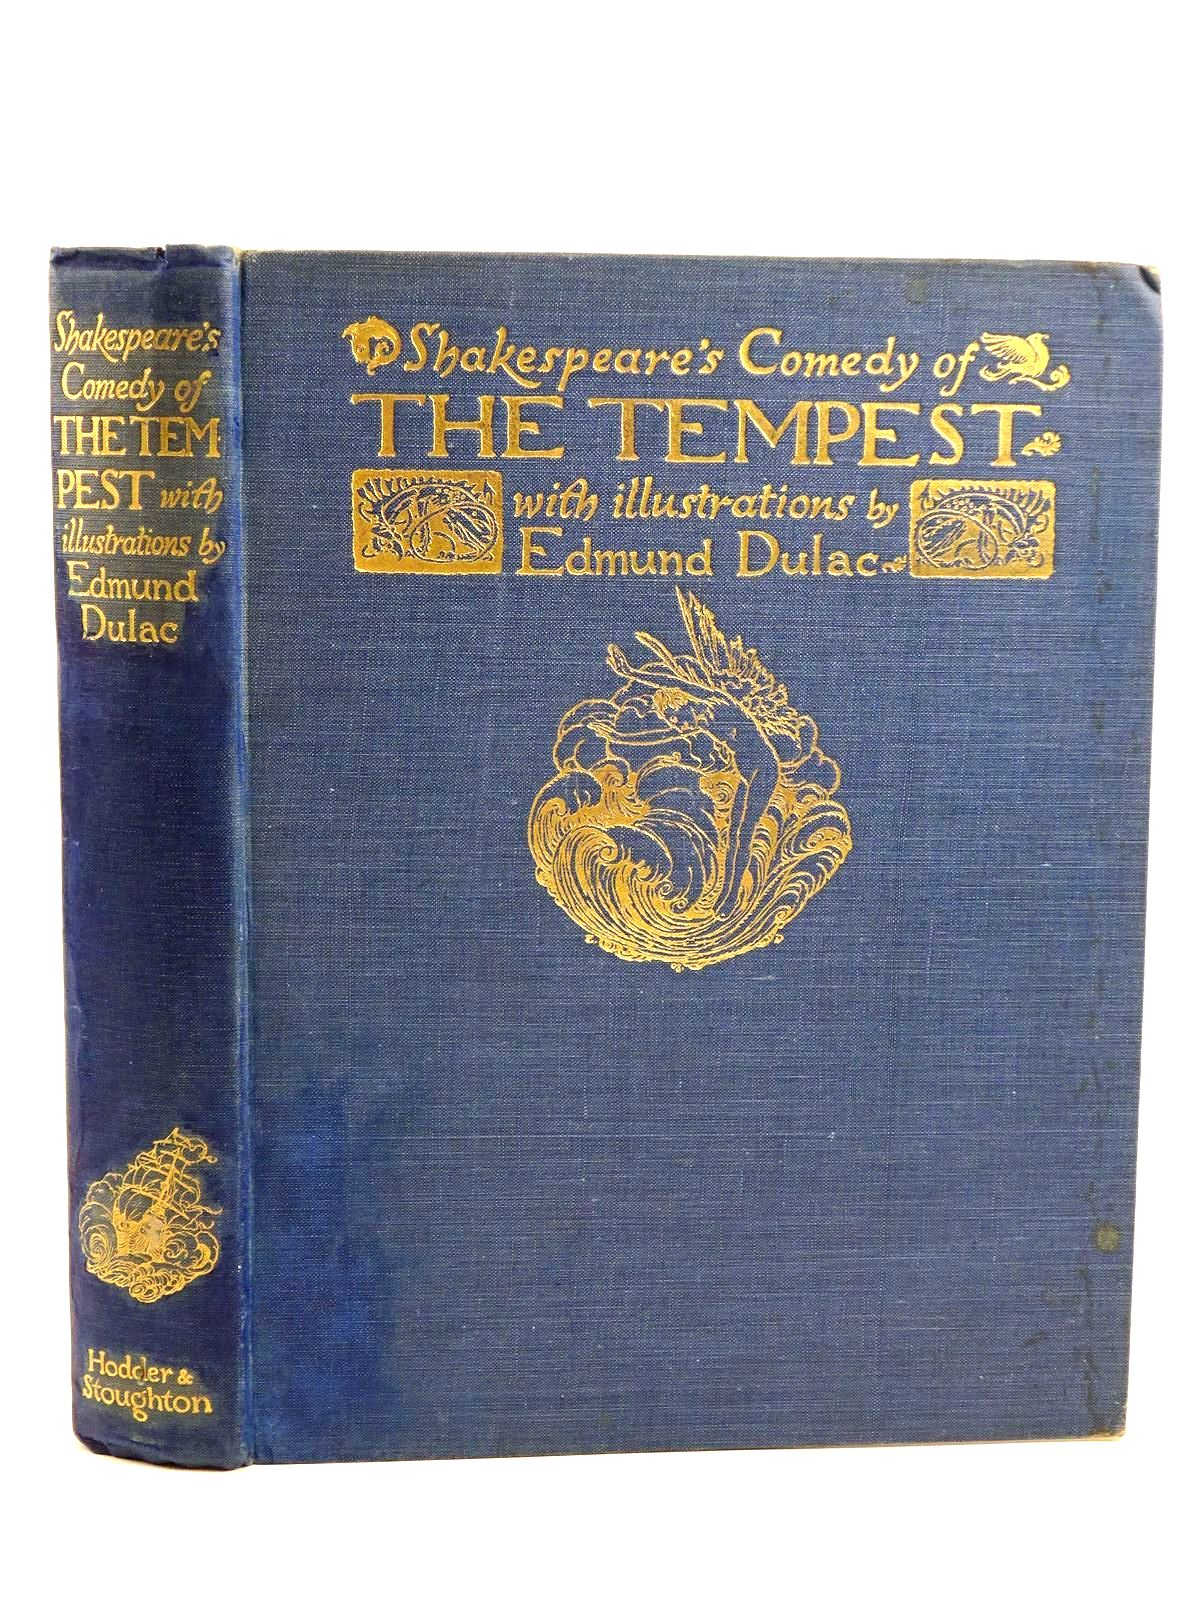 Shakespeare's
Comedy of
THE TEM
PEST with
illustrations by
Edmund
Dulac
Hodder &
Stoughton
Shakespeare's Comedy of
THE TEMPEST
with illustrations by
Edmund Dulac